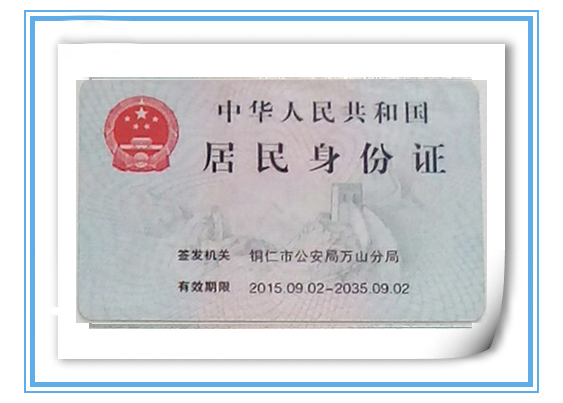 中华人民共和国
居民身份证
签发机关 铜仁市公安局万山分局
有效期限 2015.09.02-2035.09.02